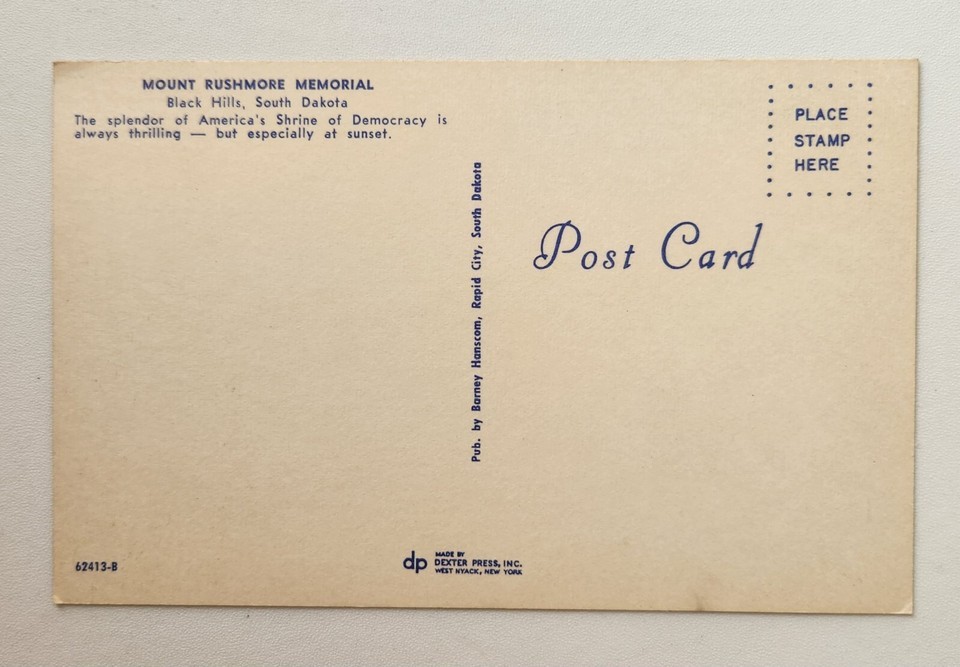 MOUNT RUSHMORE MEMORIAL
Black Hills, South Dakota
The splendor of America's Shrine of Democracy is
always thrilling — but especially at sunset.
PLACE
STAMP
HERE
Post Card
Pub. by Barney Hanscom, Rapid City, South Dakota
62413-B
dp
MADE BY
DEXTER PRESS, INC.
WEST NYACK, NEW YORK